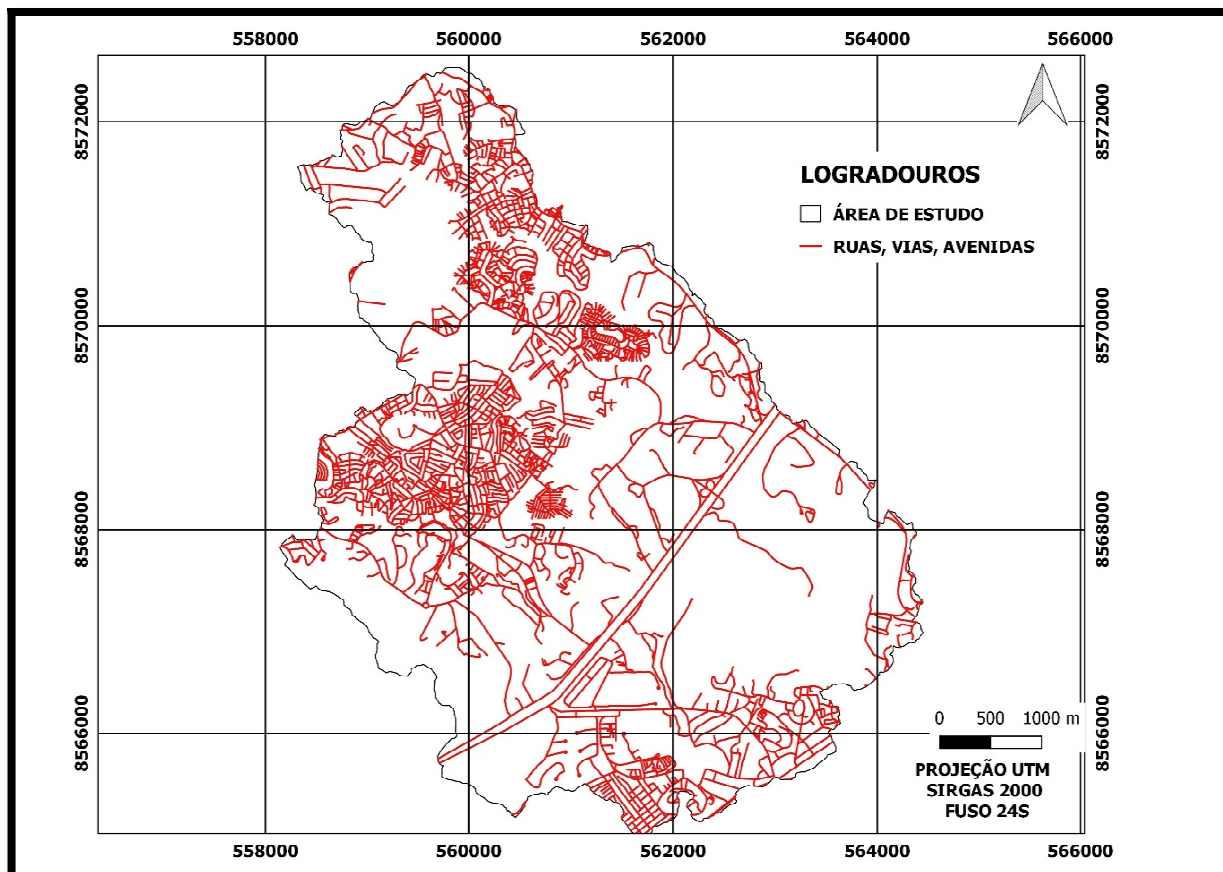 558000 560000 562000 564000 566000
8572000 8572000
LOGRADOUROS
ÁREA DE ESTUDO
RUAS, VIAS, AVENIDAS
8570000 8570000
8568000 8568000
8566000 8566000
0 500 1000 m
PROJEÇÃO UTM
SIRGAS 2000
FUSO 24S
558000 560000 562000 564000 566000